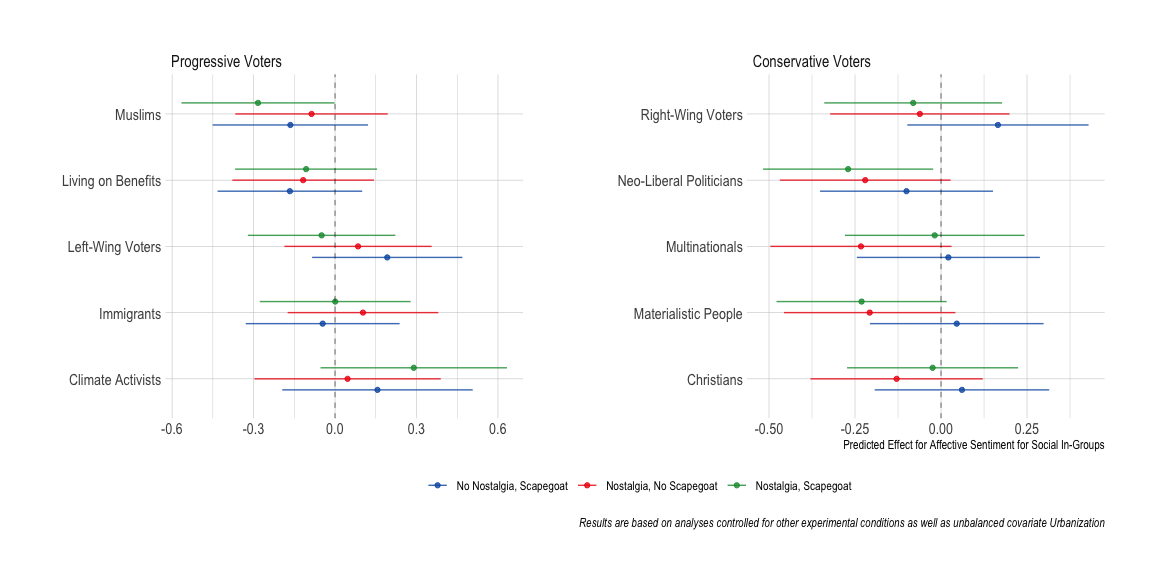 Progressive Voters
Muslims
Living on Benefits
Left-Wing Voters
Immigrants
Climate Activists
-0.6 -0.3 0.0 0.3 0.6
Conservative Voters
Right-Wing Voters
Neo-Liberal Politicians
Multinationals
Materialistic People
Christians
-0.50 -0.25 0.00 0.25
Predicted Effect for Affective Sentiment for Social In-Groups
No Nostalgia, Scapegoat Nostalgia, No Scapegoat Nostalgia, Scapegoat
Results are based on analyses controlled for other experimental conditions as well as unbalanced covariate Urbanization